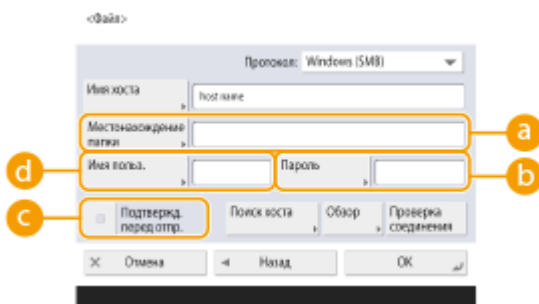 <Файл>
Протокол: Windows (SMB)
Имя хоста
host name
Местонахождение
папки
a
d
Имя польз.
Пароль
b
c
Подтвержд.
перед отпр.
Поиск хоста
Обзор
Проверка
соединения
Отмена
Назад
OK